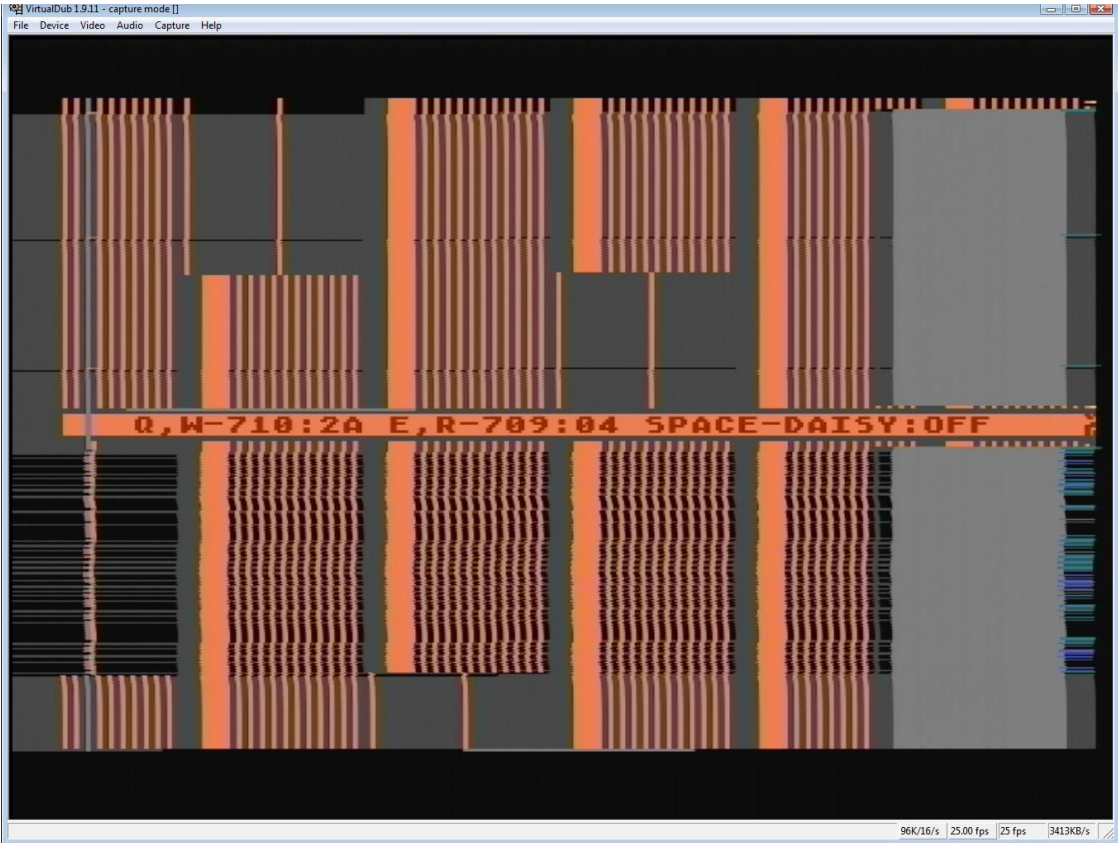 VirtualDub 1.9.11 - capture mode []
File Device Video Audio Capture Help
Q,W-710:2A E,R-709:04 SPACE-DAISY:OFF
96K/16/s 25.00 fps 25 fps 3413KB/s